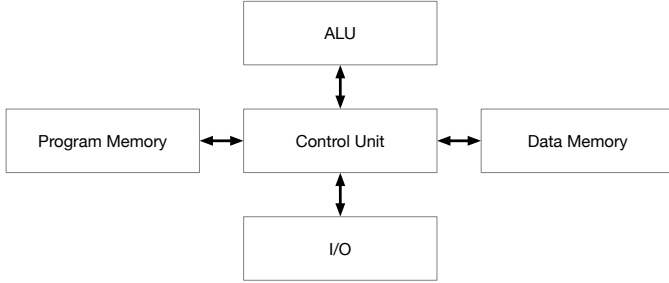 ALU
Program Memory
Control Unit
Data Memory
I/O